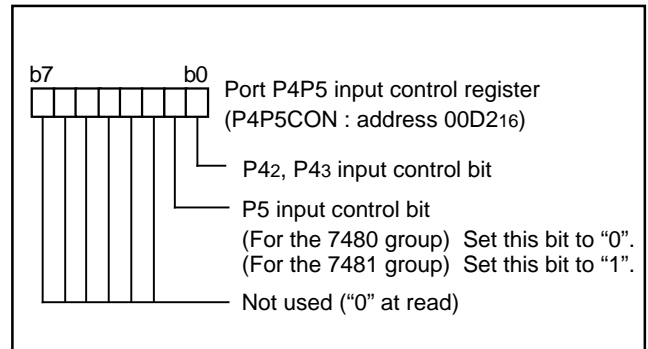 b7 b0
Port P4P5 input control register
(P4P5CON : address 00D216)
P42, P43 input control bit
P5 input control bit
(For the 7480 group) Set this bit to “0”.
(For the 7481 group) Set this bit to “1”.
Not used (“0” at read)